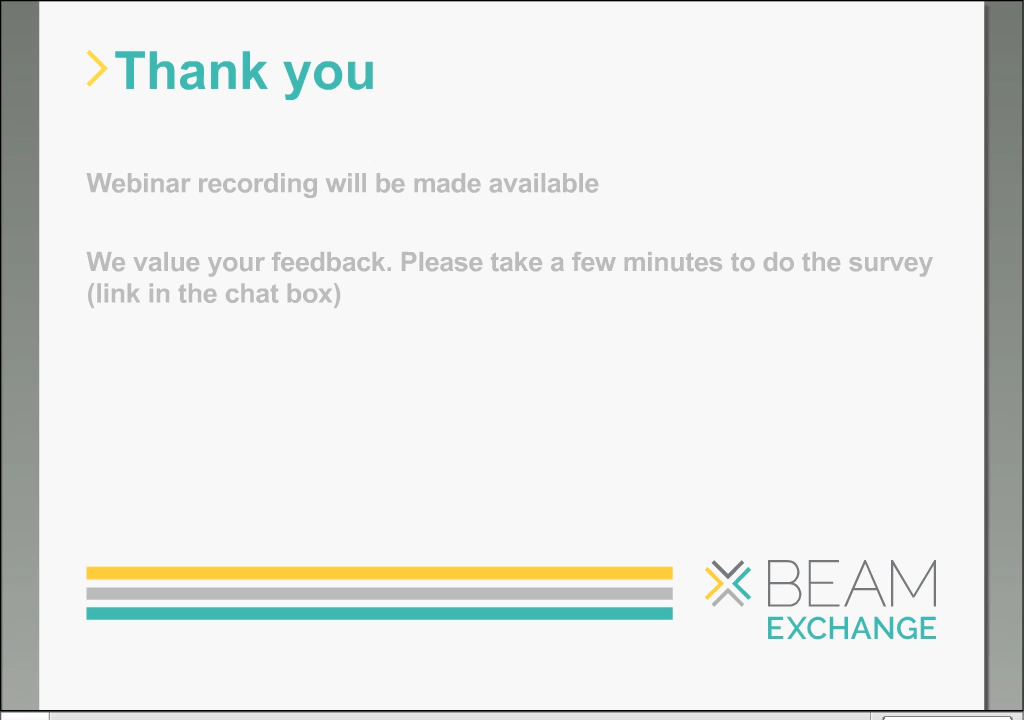 Thank you
Webinar recording will be made available
We value your feedback. Please take a few minutes to do the survey
(link in the chat box)
BEAM
EXCHANGE